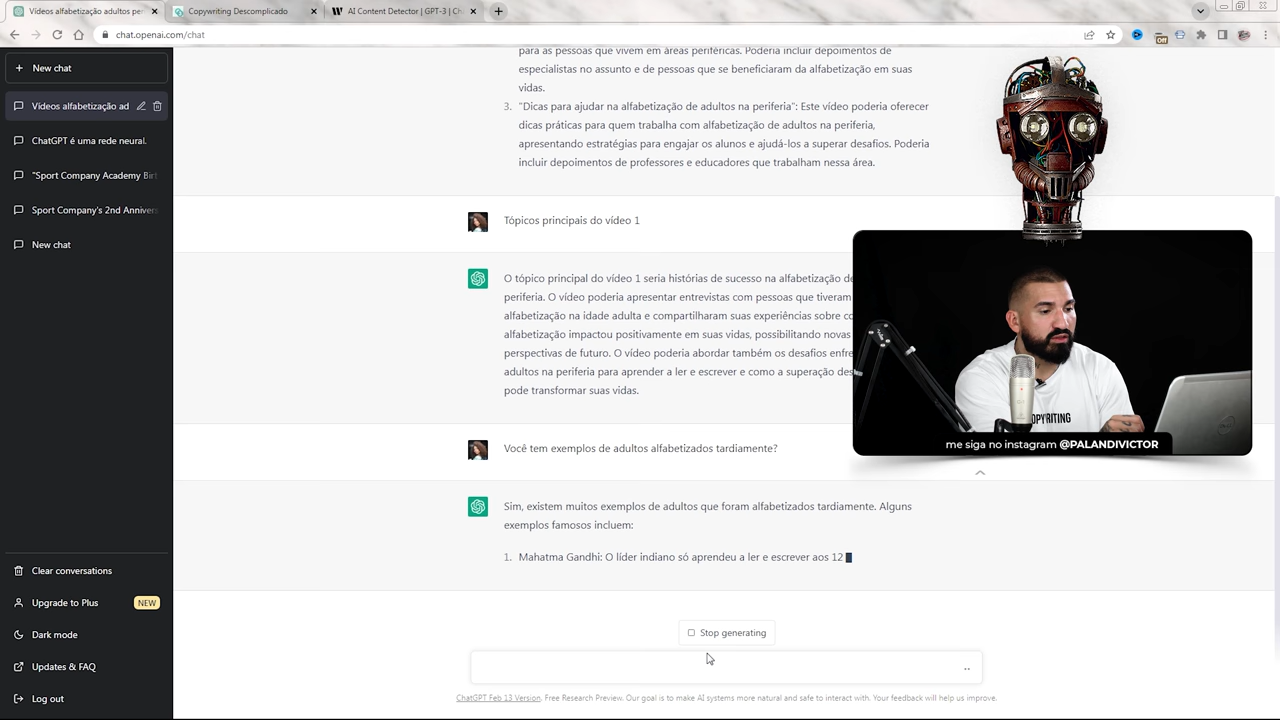 Vídeos alfabetização adultos per
Copywriting Descomplicado
AI Content Detector | GPT-3 | Ch
chat.openai.com/chat
Off
New chat
Vídeos alfabetização ad
ChatGPT é uma rede neural.
"Sport Company Academy Birt
Sport Company's 2nd Annivers
New chat
para as pessoas que vivem em áreas periféricas. Poderia incluir depoimentos de
especialistas no assunto e de pessoas que se beneficiaram da alfabetização em suas
vidas.
3. "Dicas para ajudar na alfabetização de adultos na periferia": Este vídeo poderia oferecer
dicas práticas para quem trabalha com alfabetização de adultos na periferia,
apresentando estratégias para engajar os alunos e ajudá-los a superar desafios. Poderia
incluir depoimentos de professores e educadores que trabalham nessa área.
Tópicos principais do vídeo 1
O tópico principal do vídeo 1 seria histórias de sucesso na alfabetização de
periferia. O vídeo poderia apresentar entrevistas com pessoas que tiveram
alfabetização na idade adulta e compartilharam suas experiências sobre co
alfabetização impactou positivamente em suas vidas, possibilitando novas
perspectivas de futuro. O vídeo poderia abordar também os desafios enfre
adultos na periferia para aprender a ler e escrever e como a superação des
pode transformar suas vidas.
OPYWRITING
me siga no instagram @PALANDIVICTOR
Você tem exemplos de adultos alfabetizados tardiamente?
Sim, existem muitos exemplos de adultos que foram alfabetizados tardiamente. Alguns
exemplos famosos incluem:
1. Mahatma Gandhi: O líder indiano só aprendeu a ler e escrever aos 12
Clear conversations
Upgrade to Plus
NEW
Dark mode
Updates & FAQ
Log out
Stop generating
ChatGPT Feb 13 Version. Free Research Preview. Our goal is to make AI systems more natural and safe to interact with. Your feedback will help us improve.